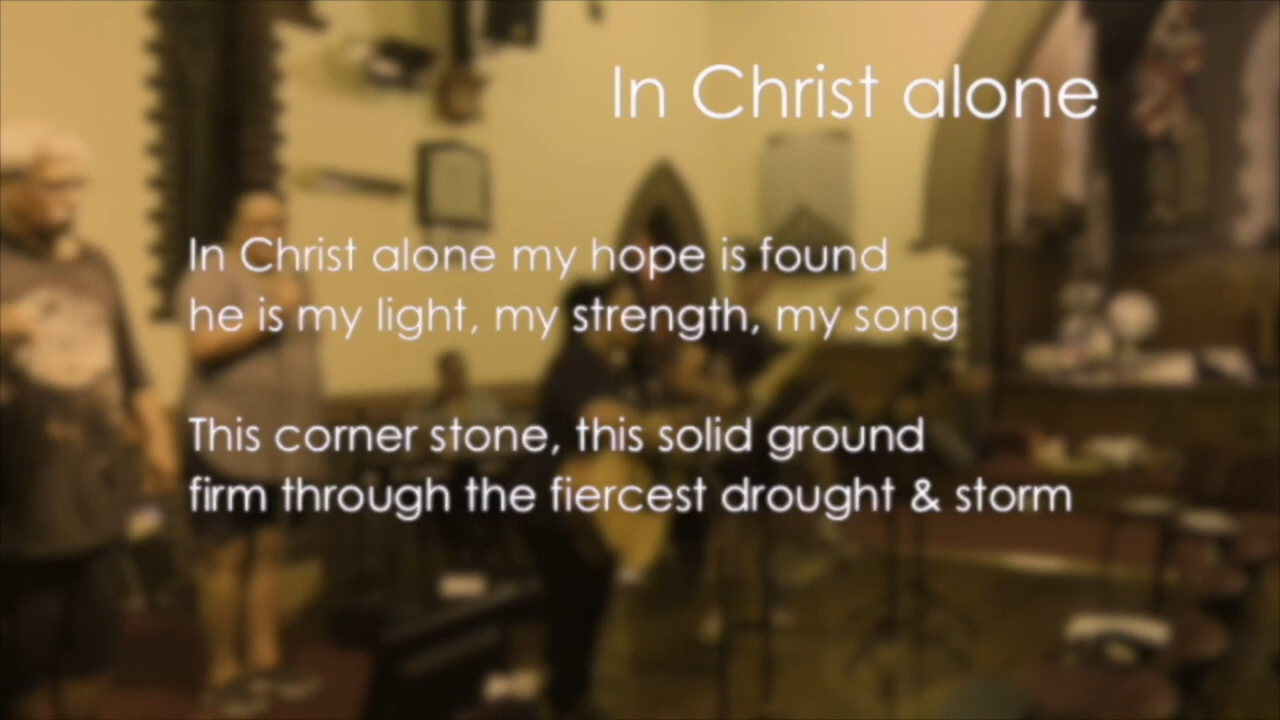 In Christ alone
In Christ alone my hope is found
he is my light, my strength, my song
This corner stone, this solid ground
firm through the fiercest drought & storm